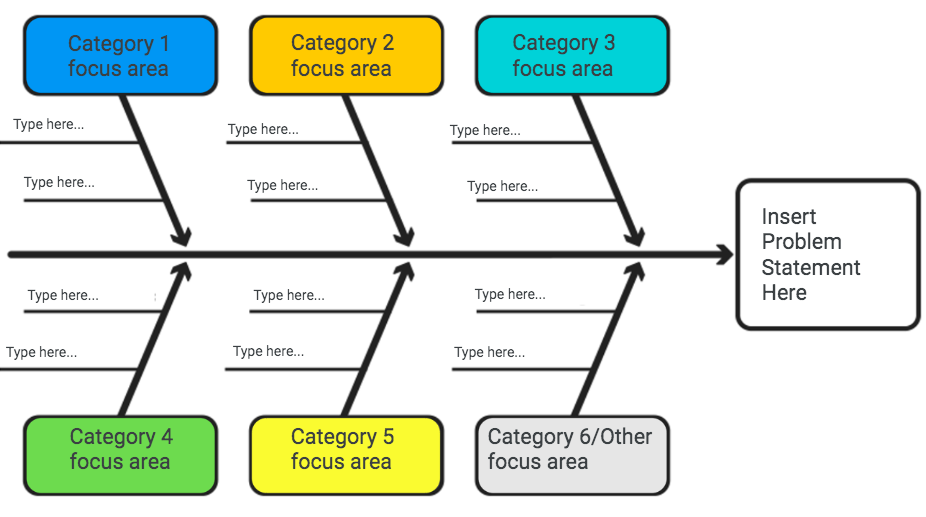 Category 1
focus area
Category 2
focus area
Category 3
focus area
Type here...
Type here...
Type here...
Type here...
Type here...
Type here...
Insert
Problem
Statement
Here
Type here...
Type here...
Type here...
Type here...
Type here...
Type here...
Category 4
focus area
Category 5
focus area
Category 6/Other
focus area